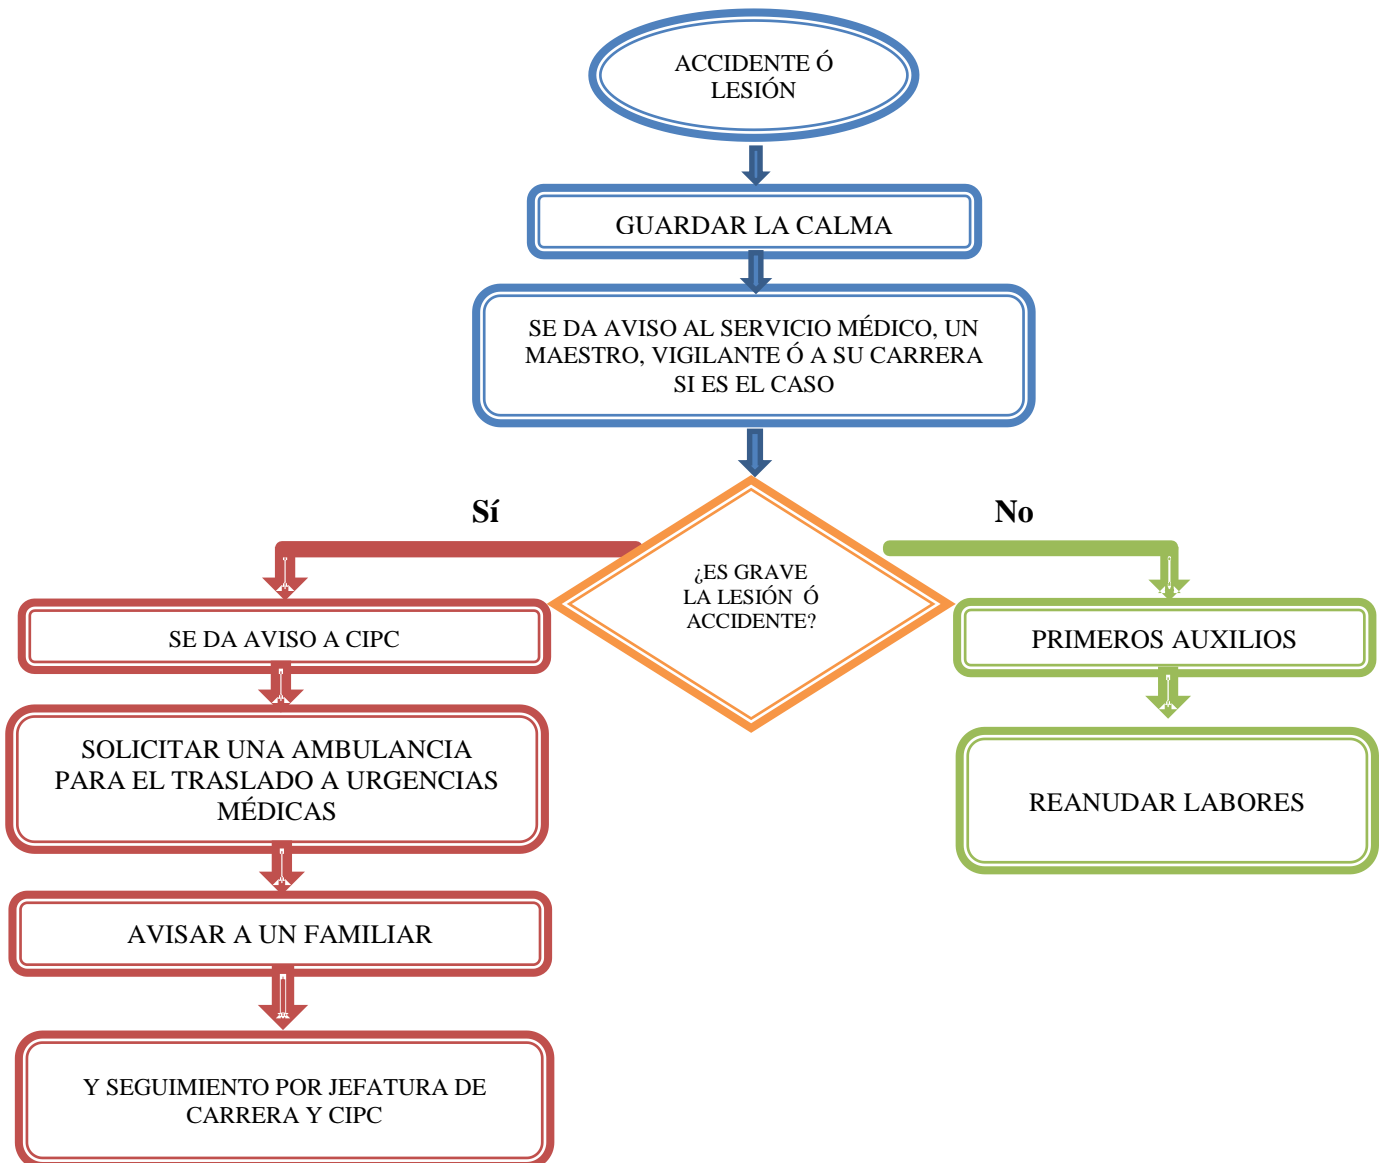 ACCIDENTE Ó
LESIÓN
GUARDAR LA CALMA
SE DA AVISO AL SERVICIO MÉDICO, UN
MAESTRO, VIGILANTE Ó A SU CARRERA
SI ES EL CASO
¿ES GRAVE
LA LESIÓN Ó
ACCIDENTE?
Sí
SE DA AVISO A CIPC
SOLICITAR UNA AMBULANCIA
PARA EL TRASLADO A URGENCIAS
MÉDICAS
AVISAR A UN FAMILIAR
Y SEGUIMIENTO POR JEFATURA DE
CARRERA Y CIPC
No
PRIMEROS AUXILIOS
REANUDAR LABORES